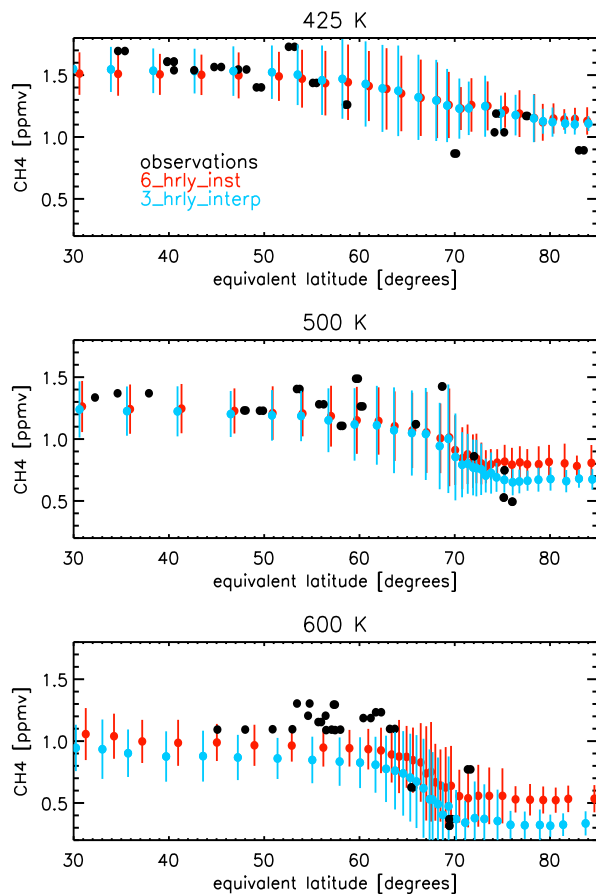 425 K
CH4 [ppmv]
1.5
1.0
0.5
observations
6_hrly_inst
3_hrly_interp
30 40 50 60 70 80
equivalent latitude [degrees]
500 K
CH4 [ppmv]
1.5
1.0
0.5
30 40 50 60 70 80
equivalent latitude [degrees]
600 K
CH4 [ppmv]
1.5
1.0
0.5
30 40 50 60 70 80
equivalent latitude [degrees]